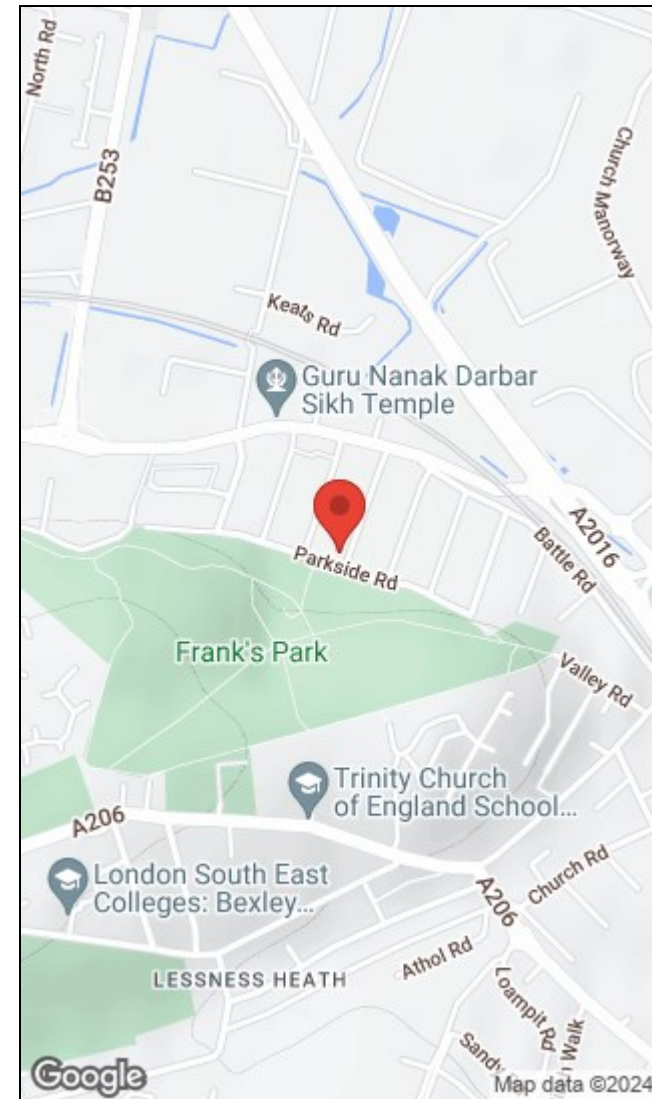 North Rd
B253
Church Manorway
Keats Rd
Guru Nanak Darbar
Sikh Temple
A2016
Battle Rd
Parkside Rd
Frank's Park
Valley Rd
Trinity Church
of England School...
A206
London South East
Colleges: Bexley...
Church Rd
A206
Athol Rd
LESSNESS HEATH
Loampit Rd
Walk
Google
Map data ©2024